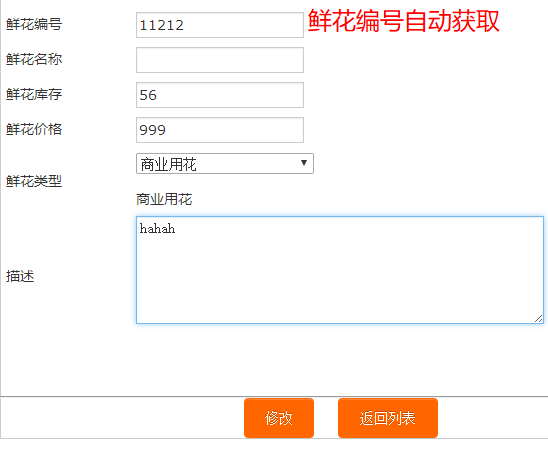 鲜花编号 11212 鲜花编号自动获取
鲜花名称
鲜花库存 56
鲜花价格 999
鲜花类型 商业用花
商业用花
描述 hahah
修改 返回列表